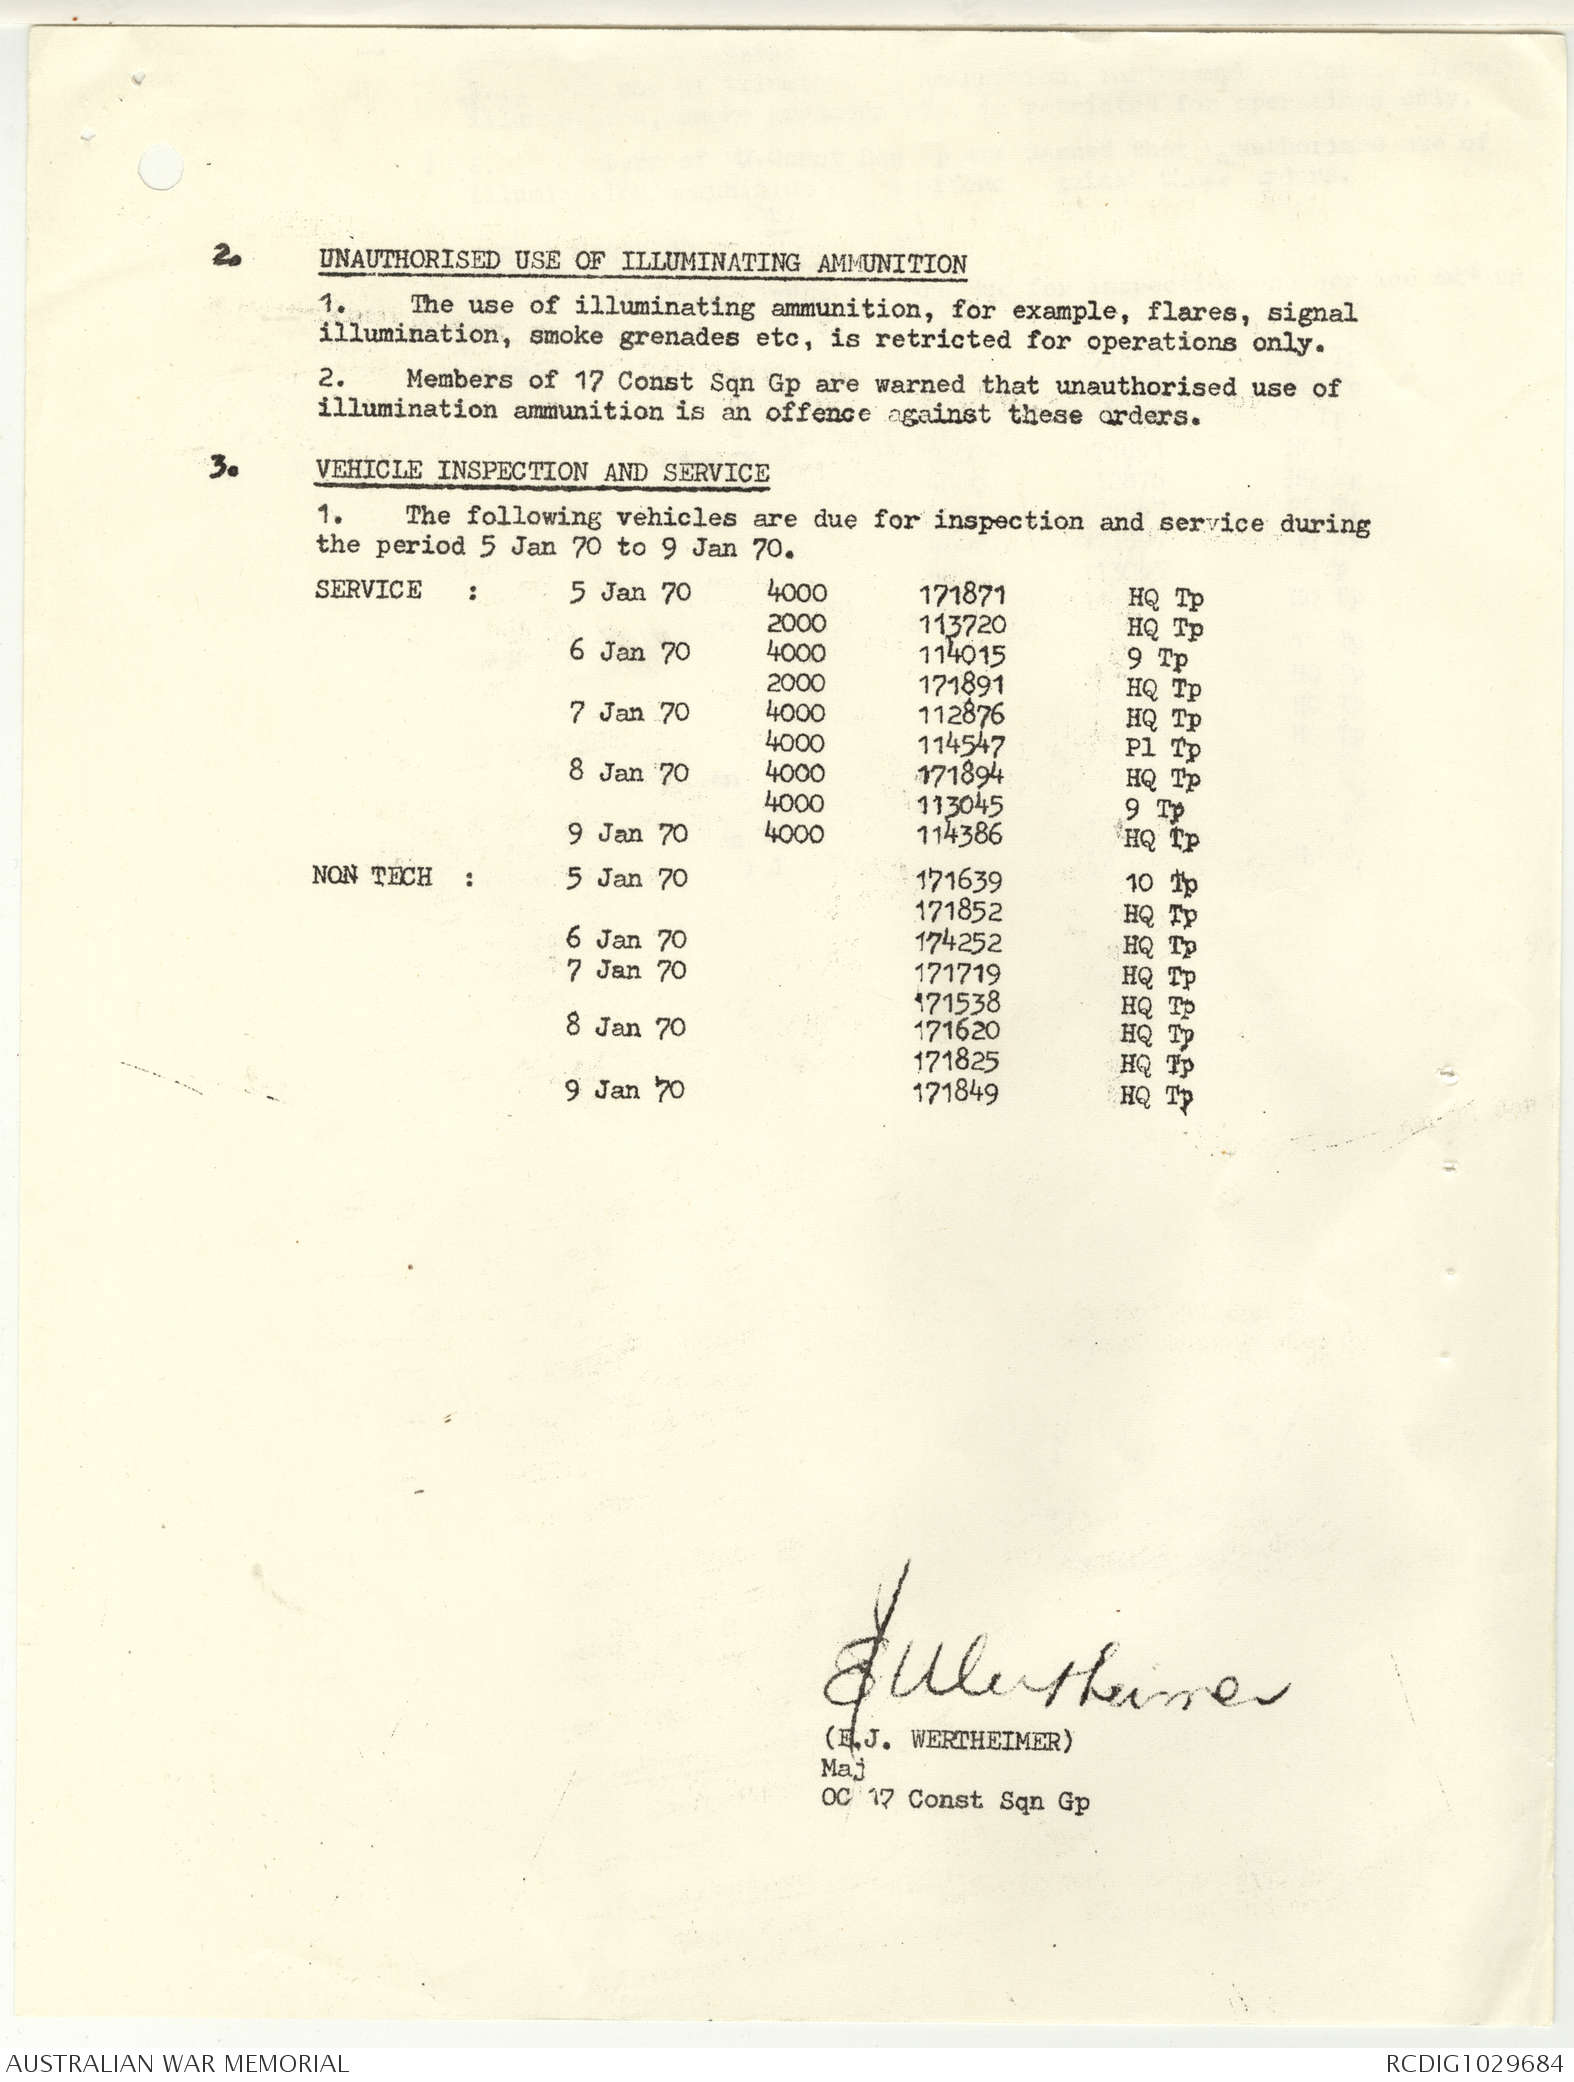 2. UNAUTHORISED USE OF ILLUMINATING AMMUNITION
1. The use of illuminating ammunition, for example, flares, signal
illumination, smoke grenades etc, is retricted for operations only.
2. Members of 17 Const Sqn Gp are warned that unauthorised use of
illumination ammunition is an offence against these orders.
3. VEHICLE INSPECTION AND SERVICE
1. The following vehicles are due for inspection and service during
the period 5 Jan 70 to 9 Jan 70.
SERVICE : 5 Jan 70 4000 171871 HQ Tp
2000 113720 HQ Tp
6 Jan 70 4000 114015 9 Tp
2000 171891 HQ Tp
7 Jan 70 4000 112876 HQ Tp
4000 114547 Pl Tp
8 Jan 70 4000 171894 HQ Tp
4000 113045 9 Tp
9 Jan 70 4000 114386 HQ Tp
NON TECH : 5 Jan 70 171639 10 Tp
171852 HQ Tp
6 Jan 70 174252 HQ Tp
7 Jan 70 171719 HQ Tp
171538 HQ Tp
8 Jan 70 171620 HQ Tp
171825 HQ Tp
9 Jan 70 171849 HQ Tp
EJ Wertheimer
(E.J. WERTHEIMER)
Maj
OC 17 Const Sqn Gp
AUSTRALIAN WAR MEMORIAL
RCDIG1029684